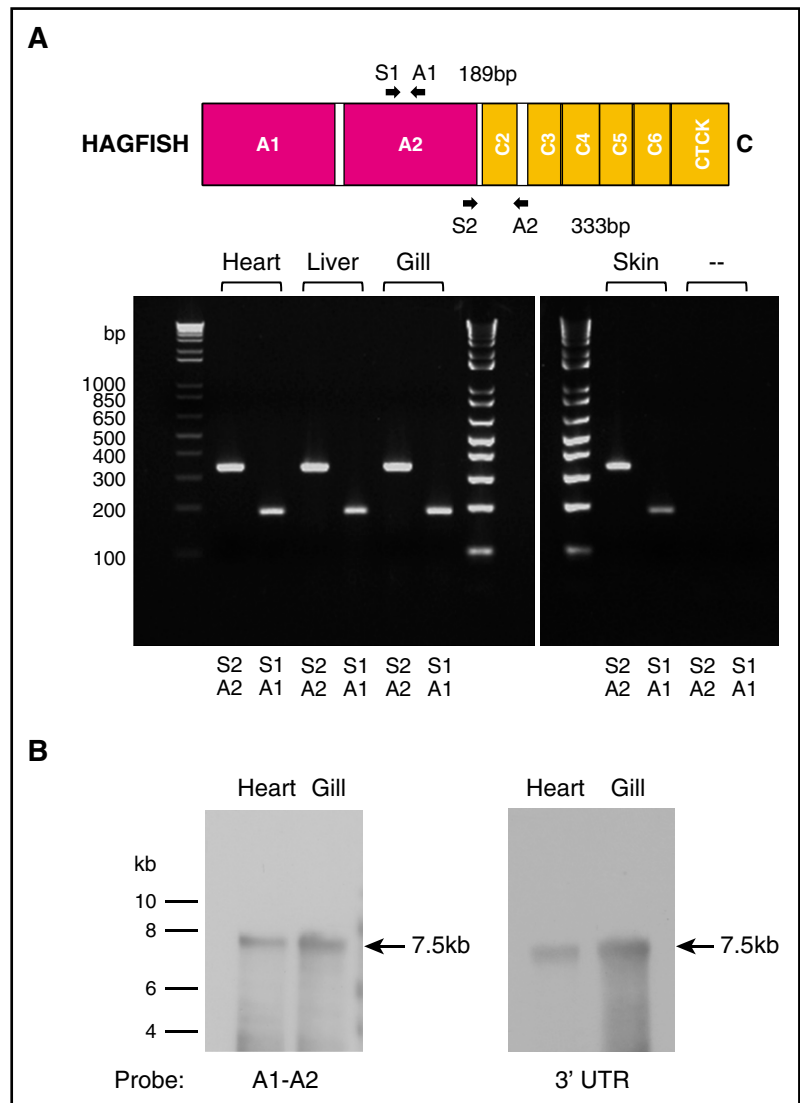 A
S1 A1 189bp
HAGFISH A1 A2 C2 C3 C4 C5 C6 CTCK C
S2 A2 333bp
Heart Liver Gill Skin --
bp
1000
850
650
500
400
300
200
100
S2 S1 S2 S1 S2 S1 S2 S1 S2 S1
A2 A1 A2 A1 A2 A1 A2 A1 A2 A1
B
Heart Gill Heart Gill
kb
10
8
7.5kb 7.5kb
6
4
Probe: A1-A2 3' UTR